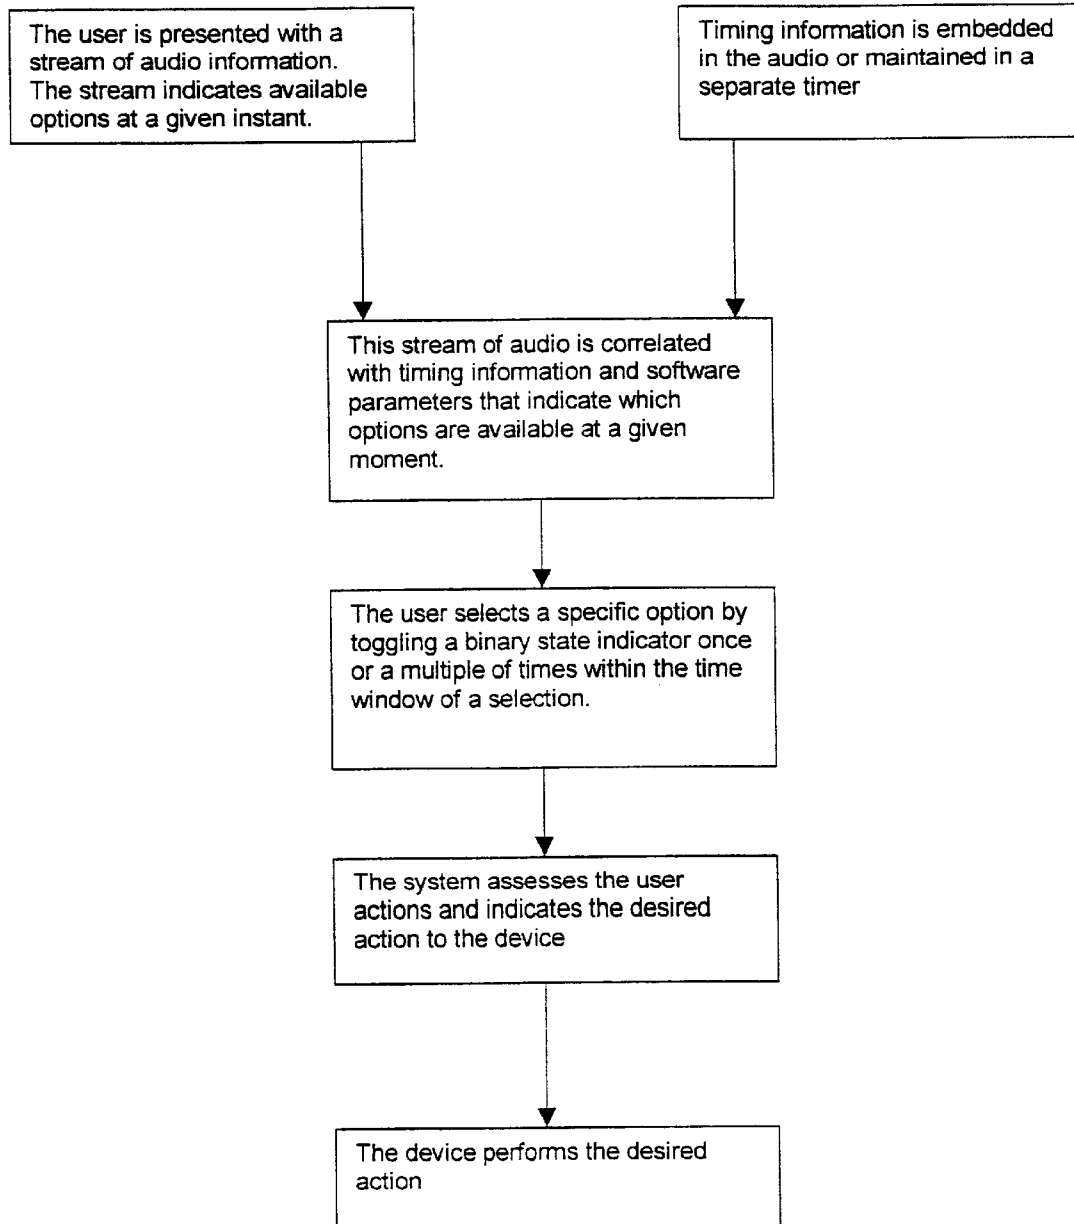 The user is presented with a
stream of audio information.
The stream indicates available
options at a given instant.
Timing information is embedded
in the audio or maintained in a
separate timer
This stream of audio is correlated
with timing information and software
parameters that indicate which
options are available at a given
moment.
The user selects a specific option by
toggling a binary state indicator once
or a multiple of times within the time
window of a selection.
The system assesses the user
actions and indicates the desired
action to the device
The device performs the desired
action